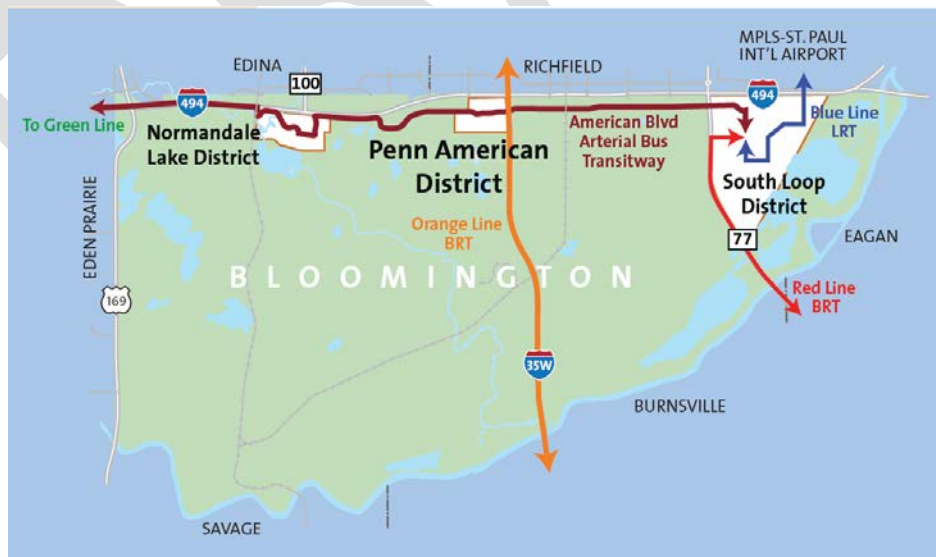 MPLS-ST. PAUL
INT'L AIRPORT
EDINA
100
RICHFIELD
494
494
To Green Line
Normandale
Lake District
Penn American
District
American Blvd
Arterial Bus
Transitway
Blue Line
LRT
South Loop
District
Orange Line
BRT
77
EAGAN
EDEN PRAIRIE
BLOOMINGTON
169
Red Line
BRT
35W
BURNSVILLE
SAVAGE